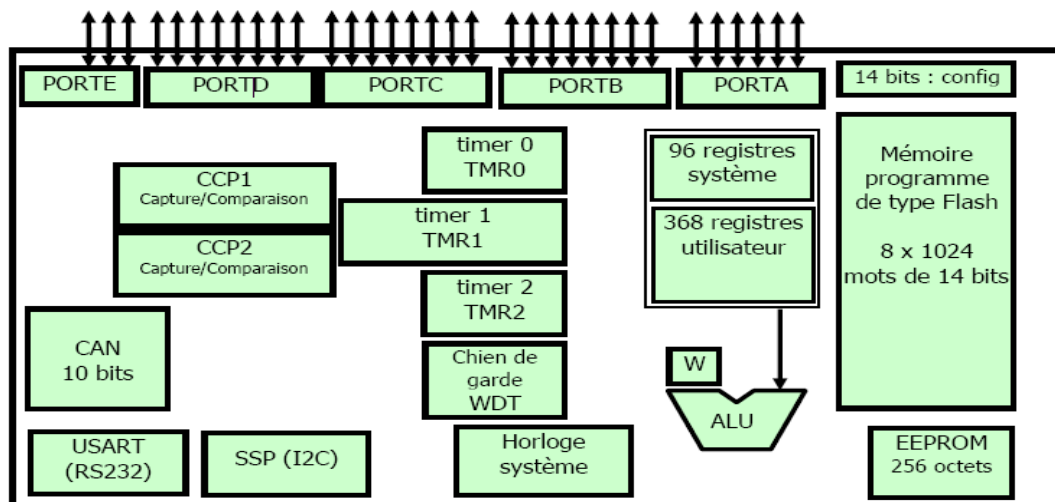 PORTE
PORTD
PORTC
PORTB
PORTA
14 bits : config
CCP1
Capture/Comparaison
CCP2
Capture/Comparaison
timer 0
TMR0
timer 1
TMR1
timer 2
TMR2
Chien de
garde
WDT
96 registres
système
368 registres
utilisateur
Mémoire
programme
de type Flash
8 x 1024
mots de 14 bits
CAN
10 bits
W
ALU
USART
(RS232)
SSP (I2C)
Horloge
système
EEPROM
256 octets